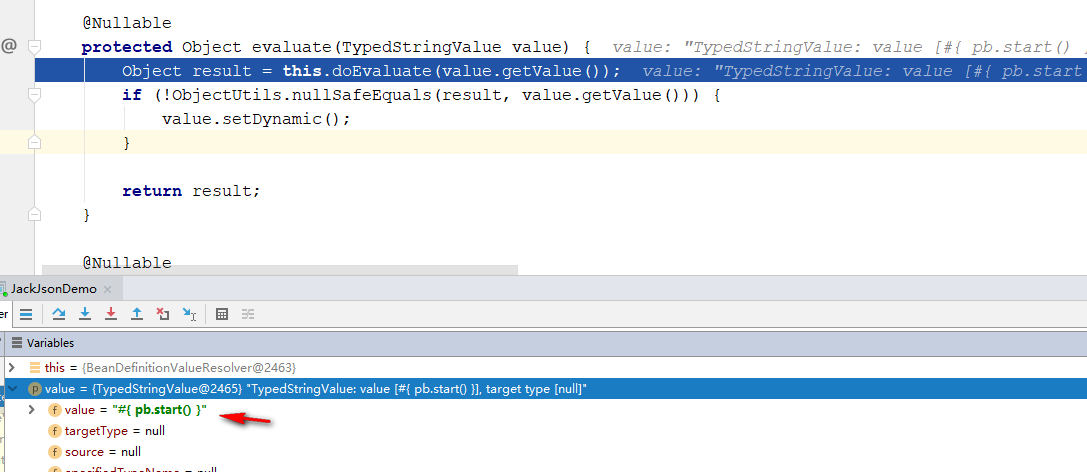 @Nullable
@ protected Object evaluate(TypedStringValue value) { value: "TypedStringValue: value [#{ pb.start() }
Object result = this.doEvaluate(value.getValue()); value: "TypedStringValue: value [#{ pb.start
if (!ObjectUtils.nullSafeEquals(result, value.getValue())) {
value.setDynamic();
}
return result;
}
@Nullable
JackJsonDemo ×
er
Variables
this = {BeanDefinitionValueResolver@2463}
p value = {TypedStringValue@2465} "TypedStringValue: value [#{ pb.start() }], target type [null]"
f value = "#{ pb.start() }"
f targetType = null
f source = null
f specifiedTypeName = null